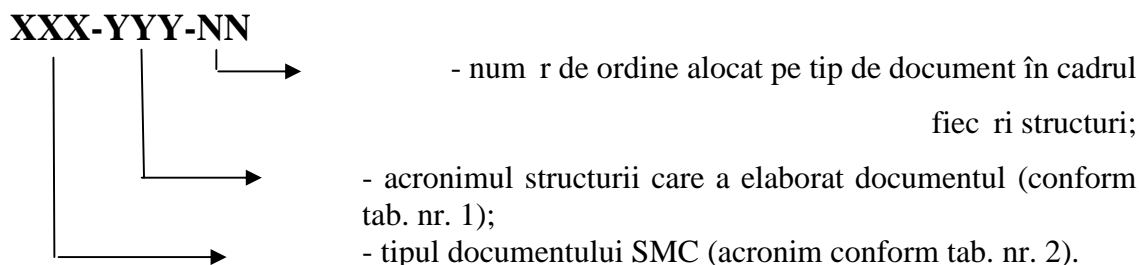 XXX-YYY-NN
- num r de ordine alocat pe tip de document în cadrul
fiec ri structuri;
- acronimul structurii care a elaborat documentul (conform
tab. nr. 1);
- tipul documentului SMC (acronim conform tab. nr. 2).